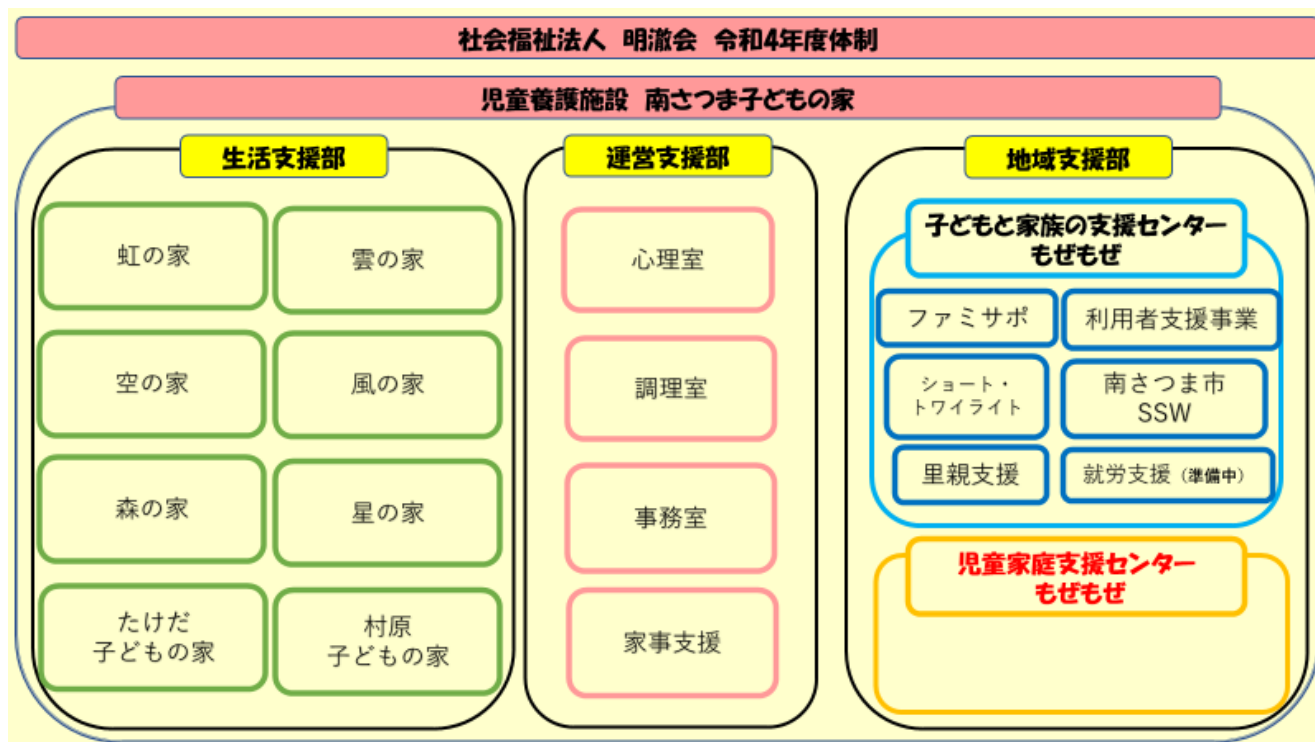 社会福祉法人 明澈会 令和4年度体制
児童養護施設 南さつま子どもの家
生活支援部
虹の家
雲の家
空の家
風の家
森の家
星の家
たけだ
子どもの家
村原
子どもの家
運営支援部
心理室
調理室
事務室
家事支援
地域支援部
子どもと家族の支援センター
もぜもぜ
ファミサポ
利用者支援事業
ショート・
トワイライト
南さつま市
SSW
里親支援
就労支援（準備中）
児童家庭支援センター
もぜもぜ